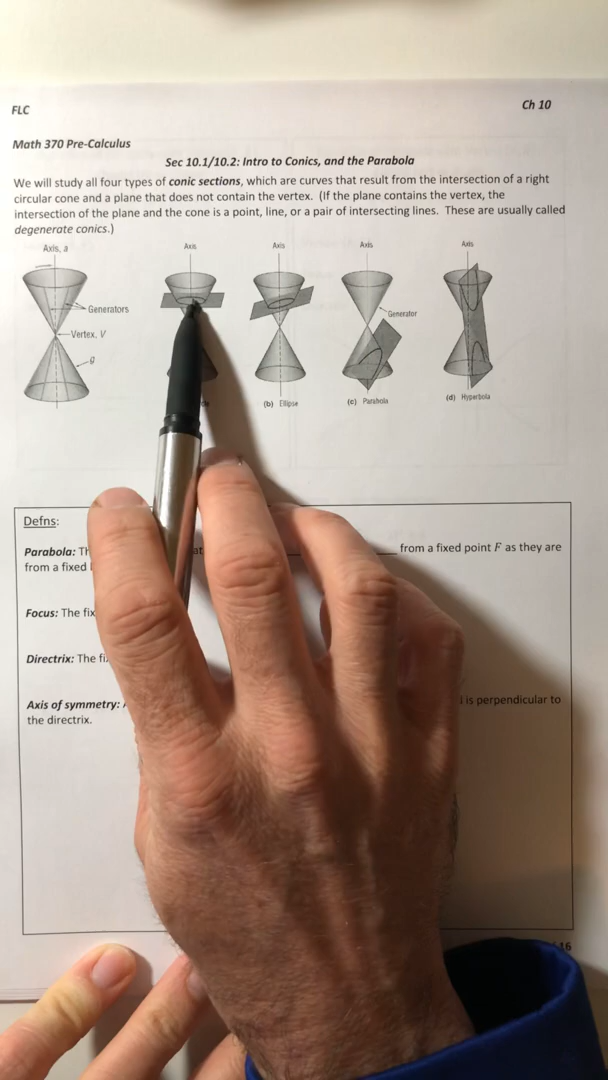 FLC
Ch 10
Math 370 Pre-Calculus
Sec 10.1/10.2: Intro to Conics, and the Parabola
We will study all four types of conic sections, which are curves that result from the intersection of a right
circular cone and a plane that does not contain the vertex. (If the plane contains the vertex, the
intersection of the plane and the cone is a point, line, or a pair of intersecting lines. These are usually called
degenerate conics.)
Axis, a
Axis
Axis
Axis
Axis
Generators
Generator
Vertex, V
g
(b) Ellipse
(c) Parabola
(d) Hyperbola
Defns:
Parabola: from a fixed point F as they are
from a fixed
Focus: The
Directrix: The
Axis of symmetry: is perpendicular to
the directrix.
16